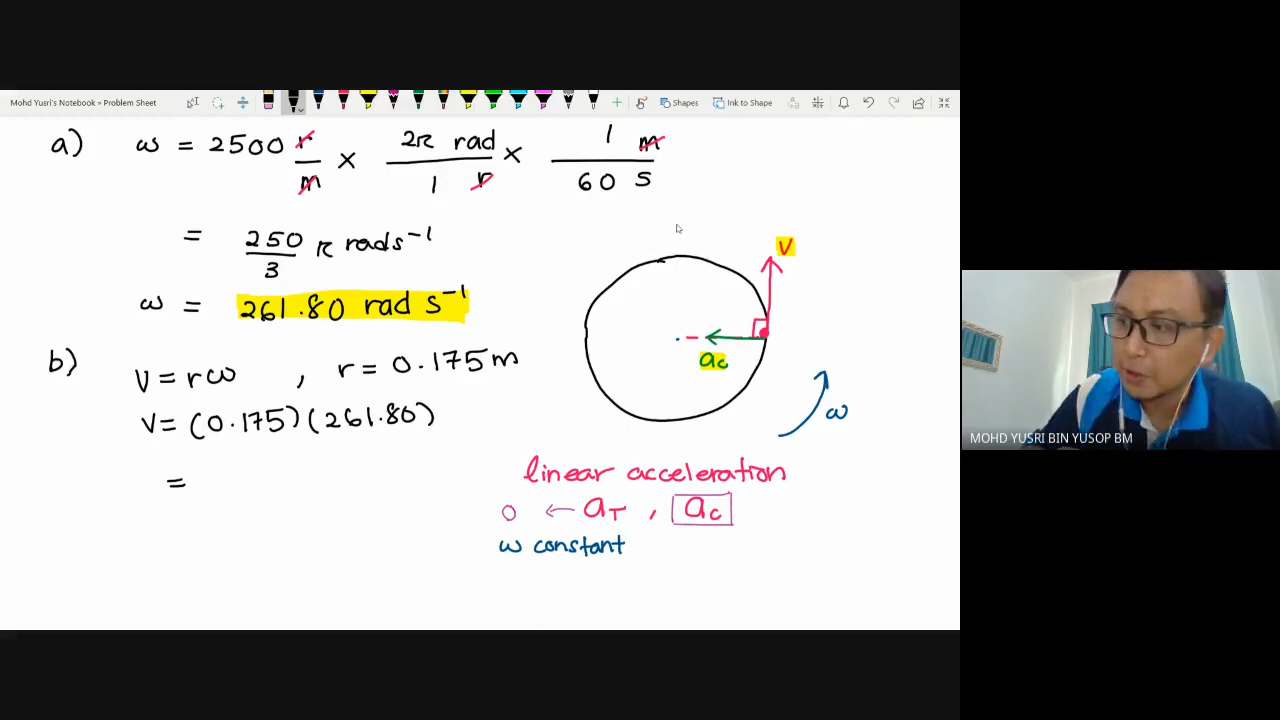 Mohd Yusri's Notebook » Problem Sheet
Shapes
Ink to Shape
a) ω = 2500 r/m × 2π rad / 1 r × 1 m / 60 s
= 250/3 π rad s⁻¹
ω = 261.80 rad s⁻¹
b) v = rω , r = 0.175 m
v = (0.175)(261.80)
=
v
ac
ω
linear acceleration
0 ← aT , ac
ω constant
MOHD YUSRI BIN YUSOP BM